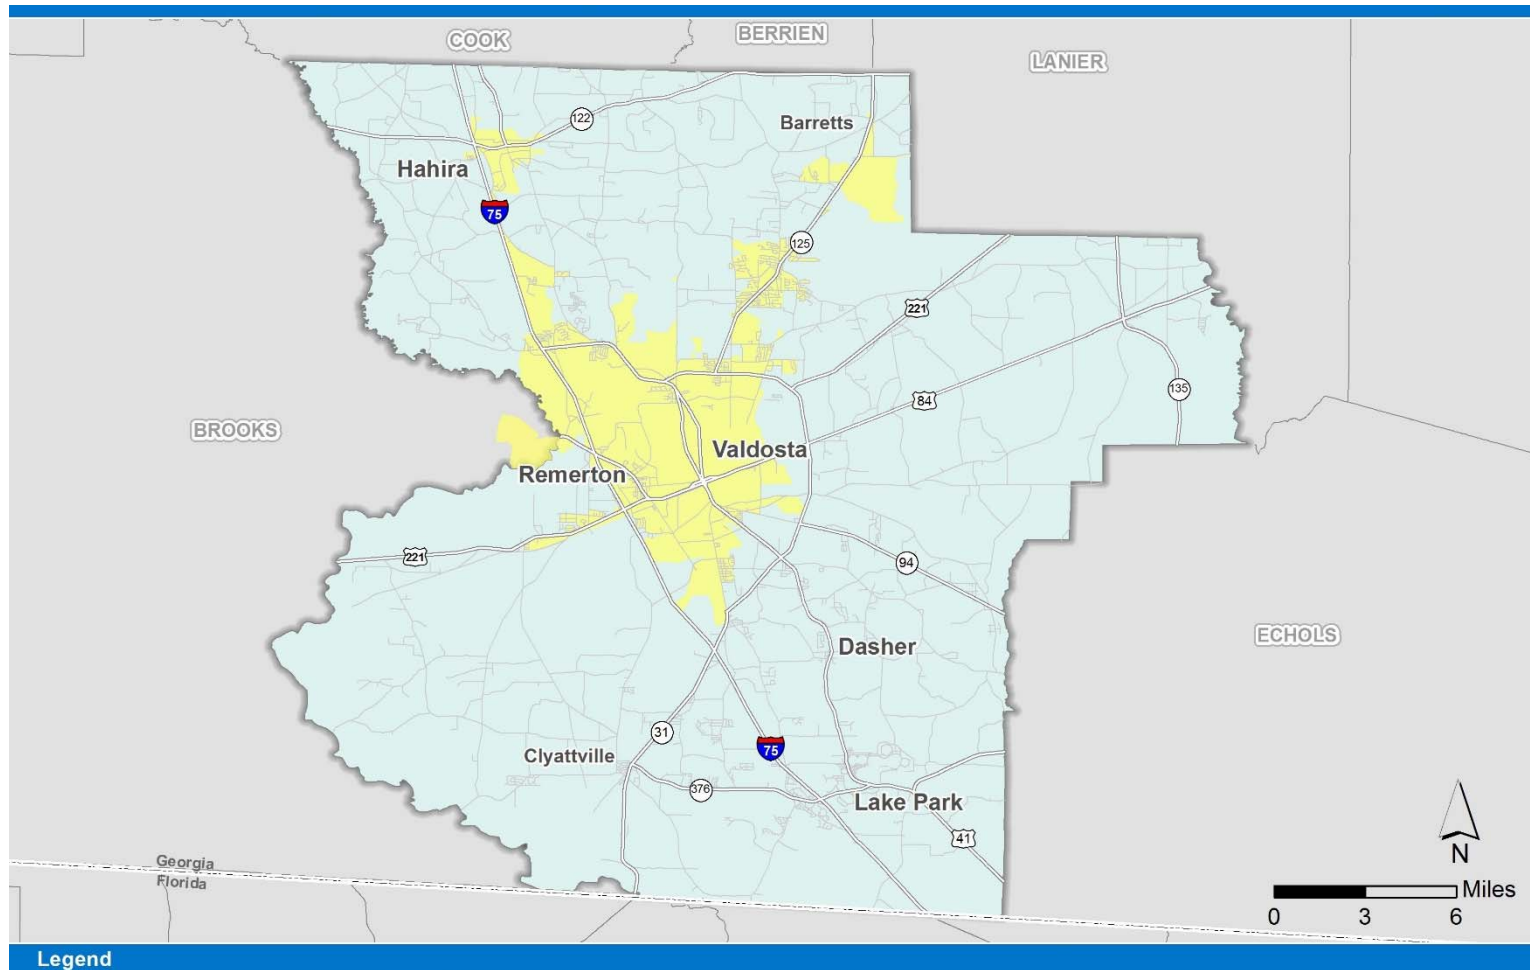 COOK
BERRIEN
LANIER
122
Barretts
Hahira
75
125
221
84
135
BROOKS
Valdosta
Remerton
221
94
Dasher
ECHOLS
31
Clyattville
75
376
Lake Park
41
N
Miles
0 3 6
Georgia
Florida
Legend